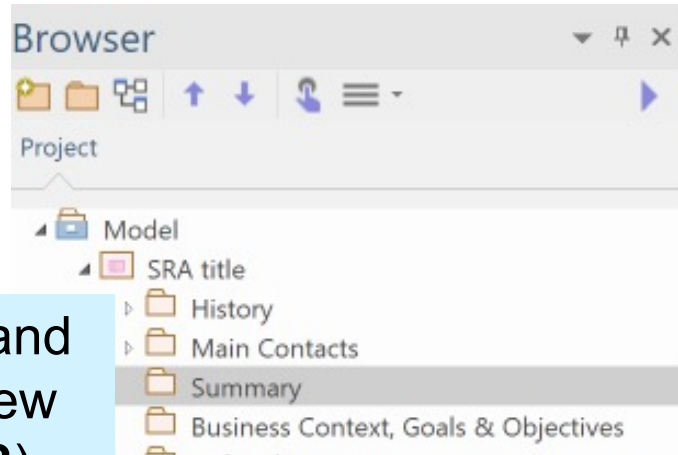 Browser
Project
Model
SRA title
History
Main Contacts
Summary
Business Context, Goals & Objectives
and
ew